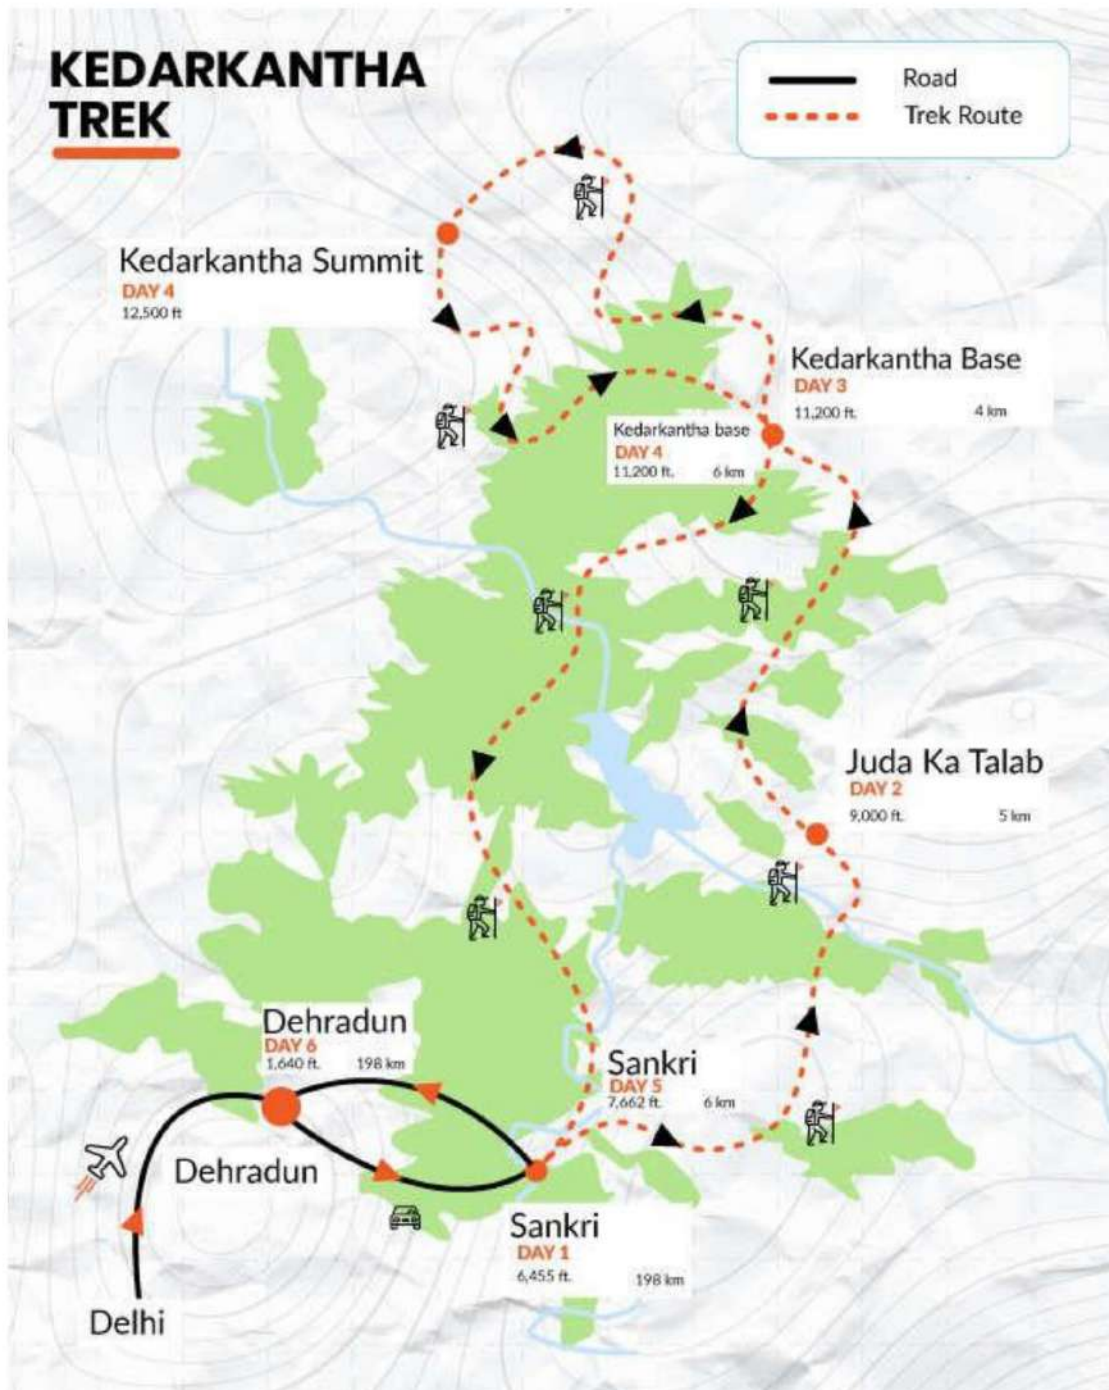 KEDARKANTHA
TREK
Road
Trek Route
Kedarkantha Summit
DAY 4
12,500 ft
Kedarkantha Base
DAY 3
11,200 ft. 4 km
Kedarkantha base
DAY 4
11,200 ft. 6 km
Juda Ka Talab
DAY 2
9,000 ft. 5 km
Dehradun
DAY 6
1,640 ft. 198 km
Sankri
DAY 5
7,662 ft. 6 km
Dehradun
Sankri
DAY 1
6,455 ft. 198 km
Delhi